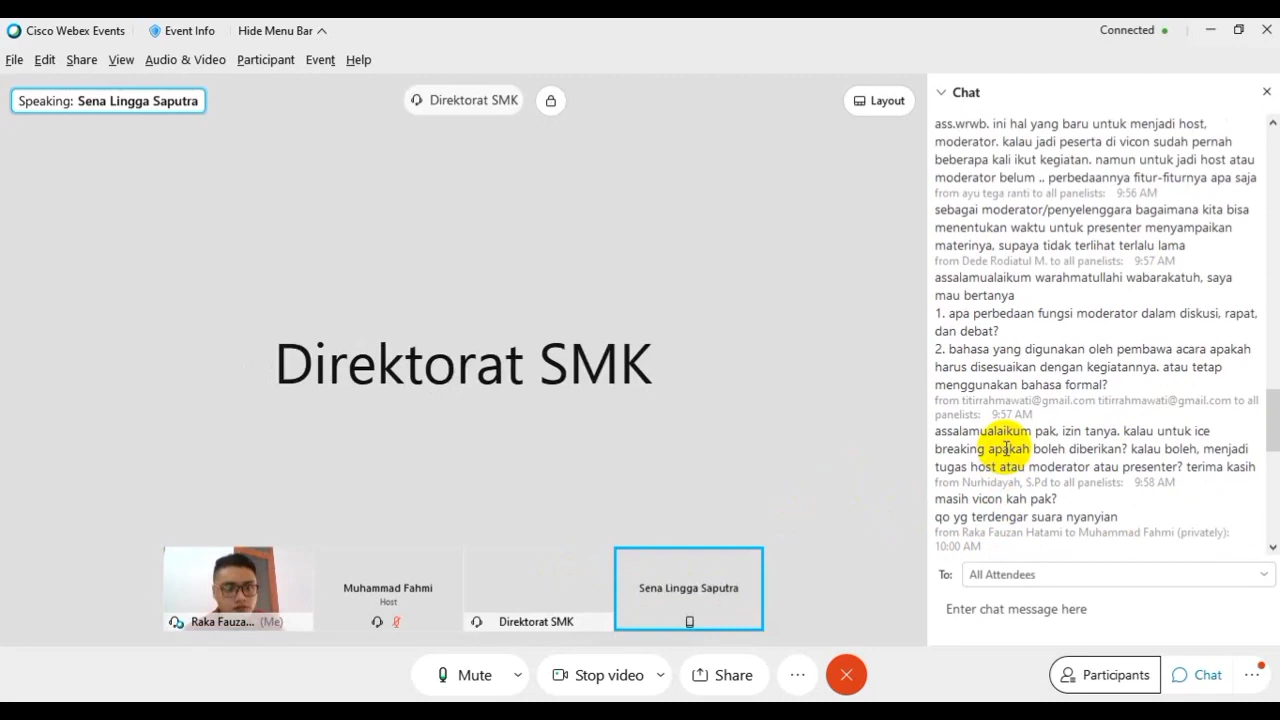 Cisco Webex Events
Event Info
Hide Menu Bar
Connected
File Edit Share View Audio & Video Participant Event Help
Speaking: Sena Lingga Saputra
Direktorat SMK
Layout
Direktorat SMK
Raka Fauza... (Me)
Muhammad Fahmi
Host
Direktorat SMK
Sena Lingga Saputra
Mute
Stop video
Share
Chat
ass.wrwb. ini hal yang baru untuk menjadi host,
moderator. kalau jadi peserta di vicon sudah pernah
beberapa kali ikut kegiatan. namun untuk jadi host atau
moderator belum .. perbedaannya fitur-fiturnya apa saja
from ayu tega ranti to all panelists: 9:56 AM
sebagai moderator/penyelenggara bagaimana kita bisa
menentukan waktu untuk presenter menyampaikan
materinya, supaya tidak terlihat terlalu lama
from Dede Rodiatul M. to all panelists: 9:57 AM
assalamualaikum warahmatullahi wabarakatuh, saya
mau bertanya
1. apa perbedaan fungsi moderator dalam diskusi, rapat,
dan debat?
2. bahasa yang digunakan oleh pembawa acara apakah
harus disesuaikan dengan kegiatannya. atau tetap
menggunakan bahasa formal?
from titirrahmawati@gmail.com titirrahmawati@gmail.com to all
panelists: 9:57 AM
assalamualaikum pak, izin tanya. kalau untuk ice
breaking apakah boleh diberikan? kalau boleh, menjadi
tugas host atau moderator atau presenter? terima kasih
from Nurhidayah, S.Pd to all panelists: 9:58 AM
masih vicon kah pak?
qo yg terdengar suara nyanyian
from Raka Fauzan Hatami to Muhammad Fahmi (privately):
10:00 AM
To: All Attendees
Enter chat message here
Participants
Chat